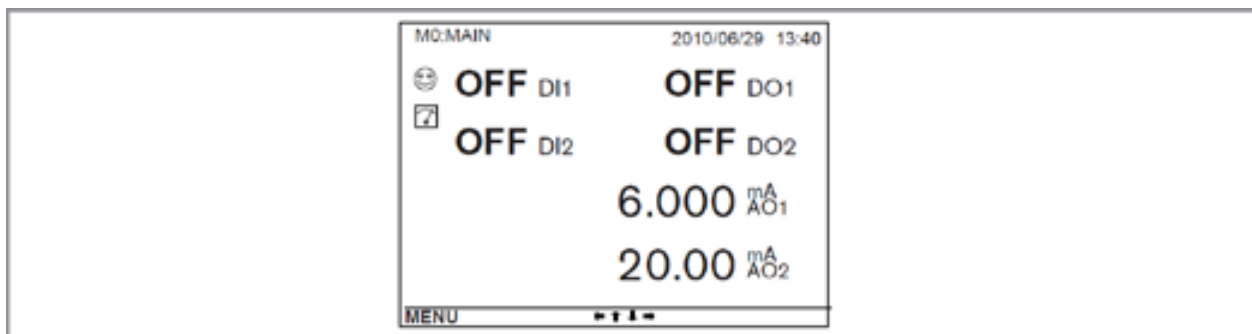 M0:MAIN 2010/06/29 13:40
OFF DI1 OFF DO1
OFF DI2 OFF DO2
6.000 mA AO1
20.00 mA AO2
MENU ←↑↓→